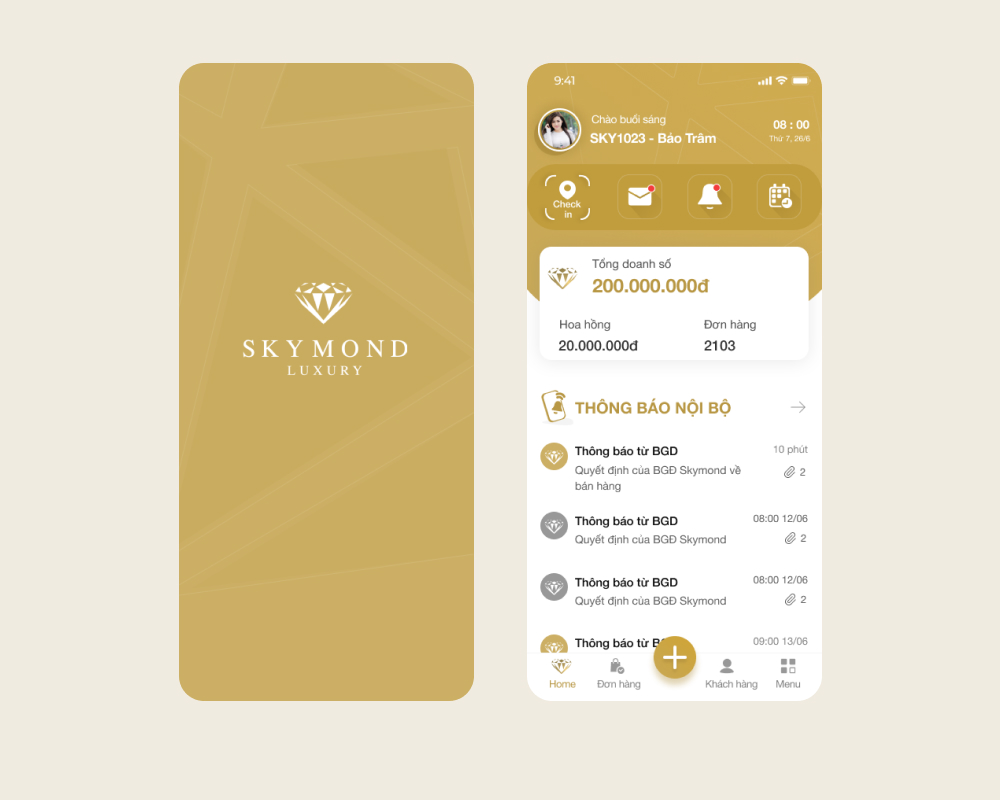 SKYMOND
LUXURY
9:41
Chào buổi sáng
SKY1023 - Bảo Trâm
08 : 00
Thứ 7, 26/6
Check
in
Tổng doanh số
200.000.000đ
Hoa hồng
Đơn hàng
20.000.000đ
2103
THÔNG BÁO NỘI BỘ
Thông báo từ BGD
10 phút
Quyết định của BGĐ Skymond về
2
bán hàng
Thông báo từ BGD
08:00 12/06
Quyết định của BGĐ Skymond
2
Thông báo từ BGD
08:00 12/06
Quyết định của BGĐ Skymond
2
Thông báo từ
09:00 13/06
Home
Đơn hàng
Khách hàng
Menu